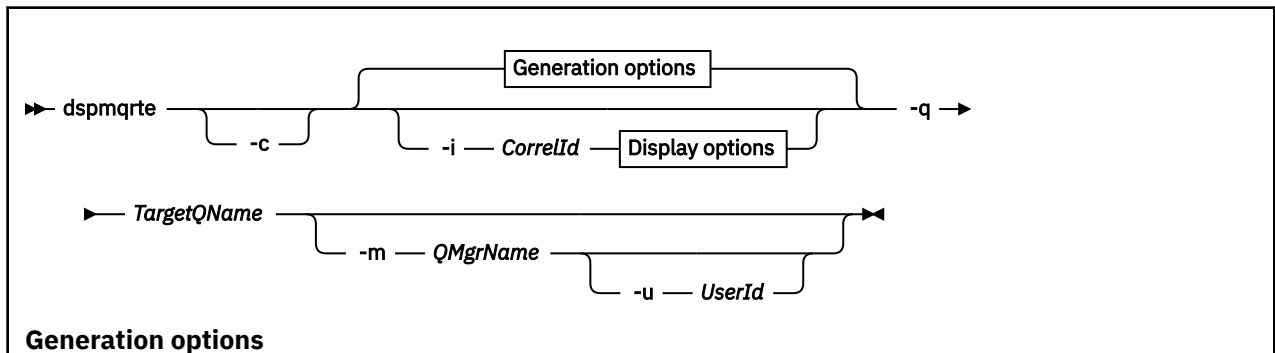 Generation options
dspmqrte -q
-c
-i CorrelId Display options
TargetQName
-m QMgrName
-u UserId
Generation options